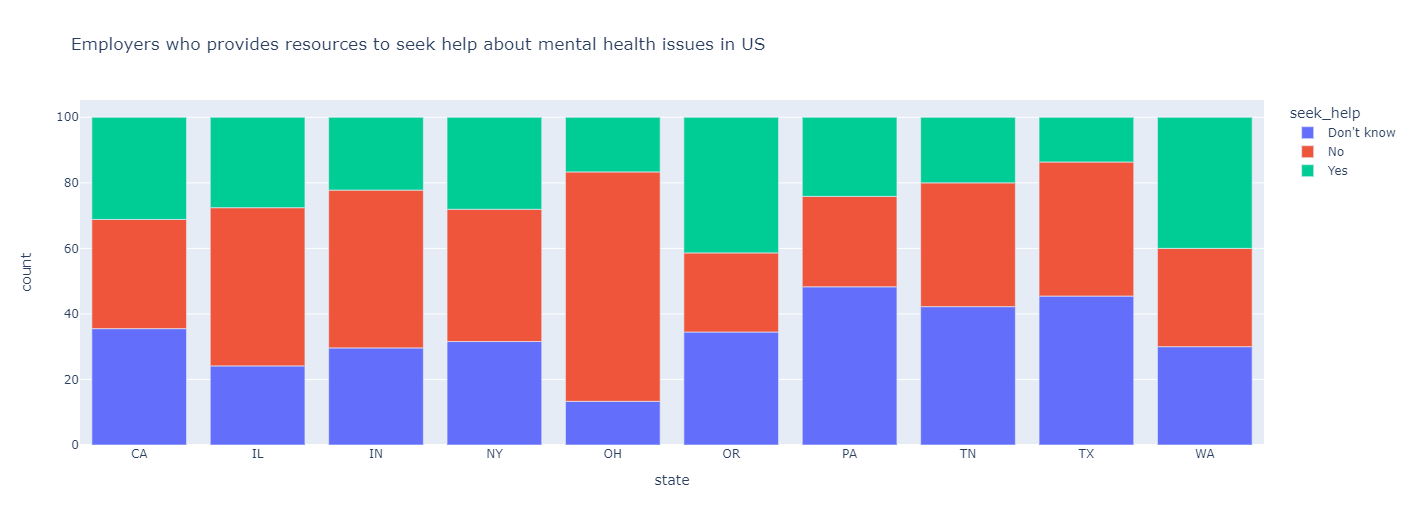 Employers who provides resources to seek help about mental health issues in US
seek_help
Don't know
No
Yes
count
100
80
60
40
20
0
CA IL IN NY OH OR PA TN TX WA
state